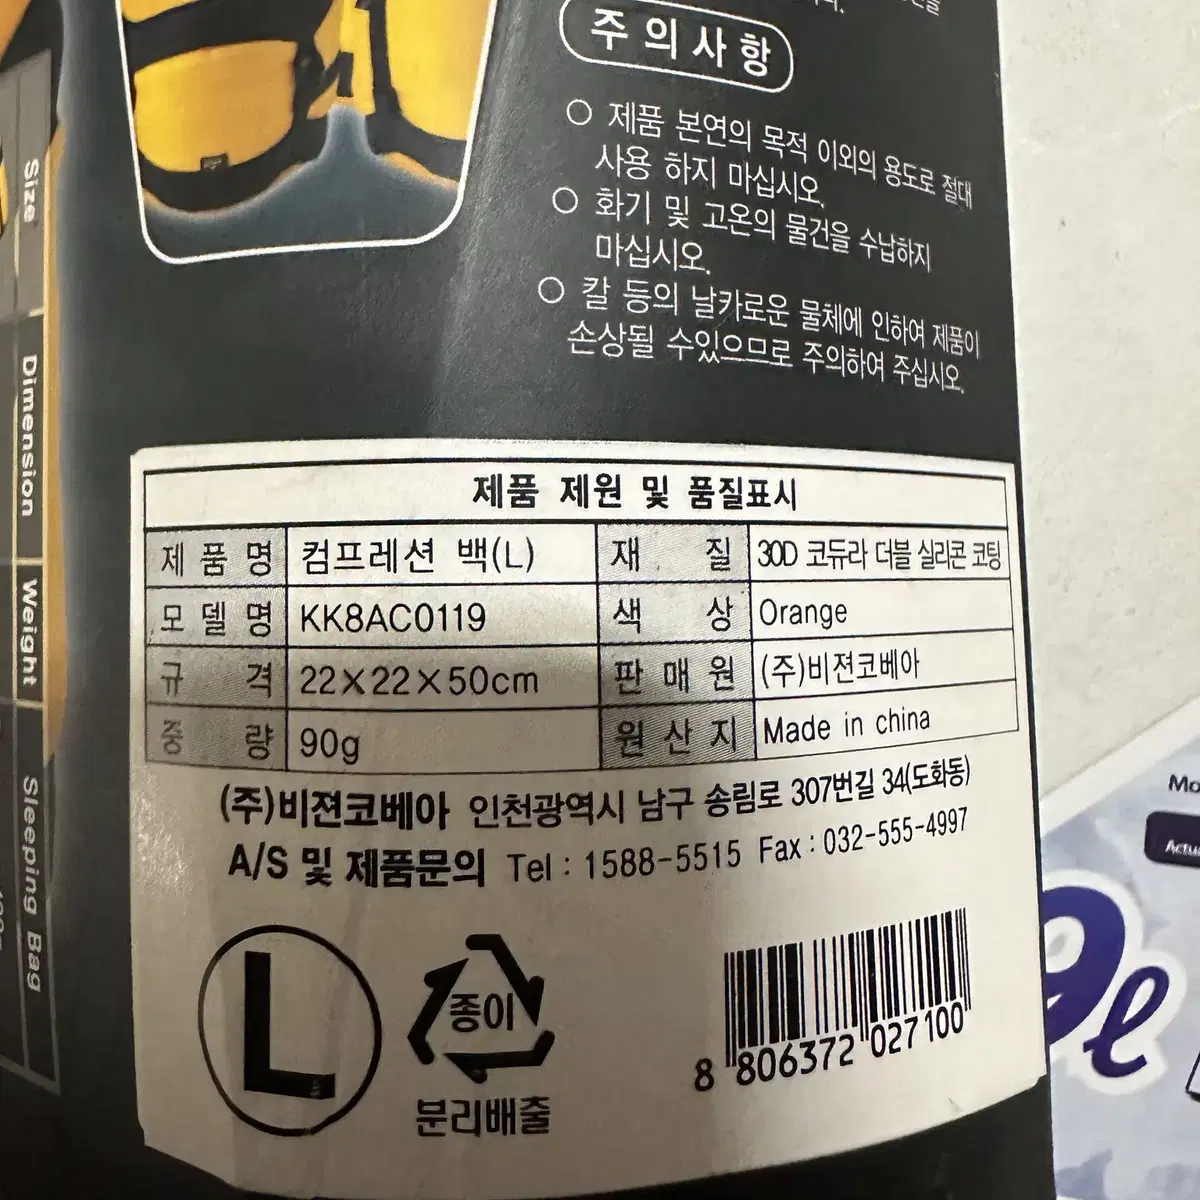 주의사항
○ 제품 본연의 목적 이외의 용도로 절대
사용 하지 마십시오.
○ 화기 및 고온의 물건을 수납하지
마십시오.
○ 칼 등의 날카로운 물체에 인하여 제품이
손상될 수있으므로 주의하여 주십시오.
Size
Dimension
Weight
Sleeping Bag
제품 제원 및 품질표시
제품명 컴프레션 백(L) 재질 30D 코듀라 더블 실리콘 코팅
모델명 KK8AC0119 색상 Orange
규격 22×22×50cm 판매원 (주)비젼코베아
중량 90g 원산지 Made in china
(주)비젼코베아 인천광역시 남구 송림로 307번길 34(도화동)
A/S 및 제품문의 Tel : 1588-5515 Fax : 032-555-4997
L
종이
분리배출
8 806372 027100
9ℓ